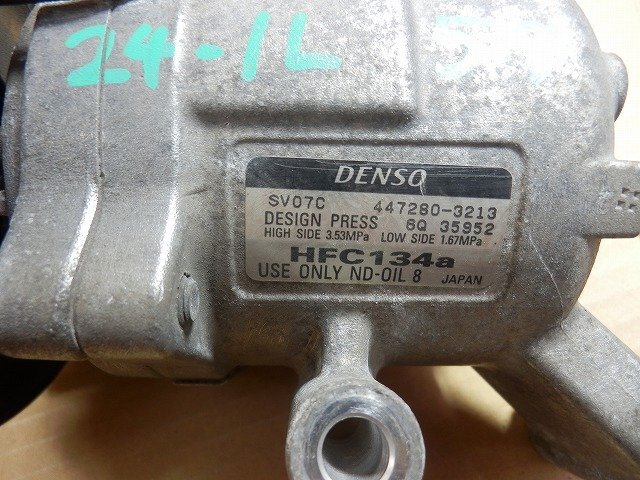 24-1L
DENSO
SV07C 447280-3213
DESIGN PRESS 6Q 35952
HIGH SIDE 3.53MPa LOW SIDE 1.67MPa
HFC134a
USE ONLY ND-OIL 8 JAPAN